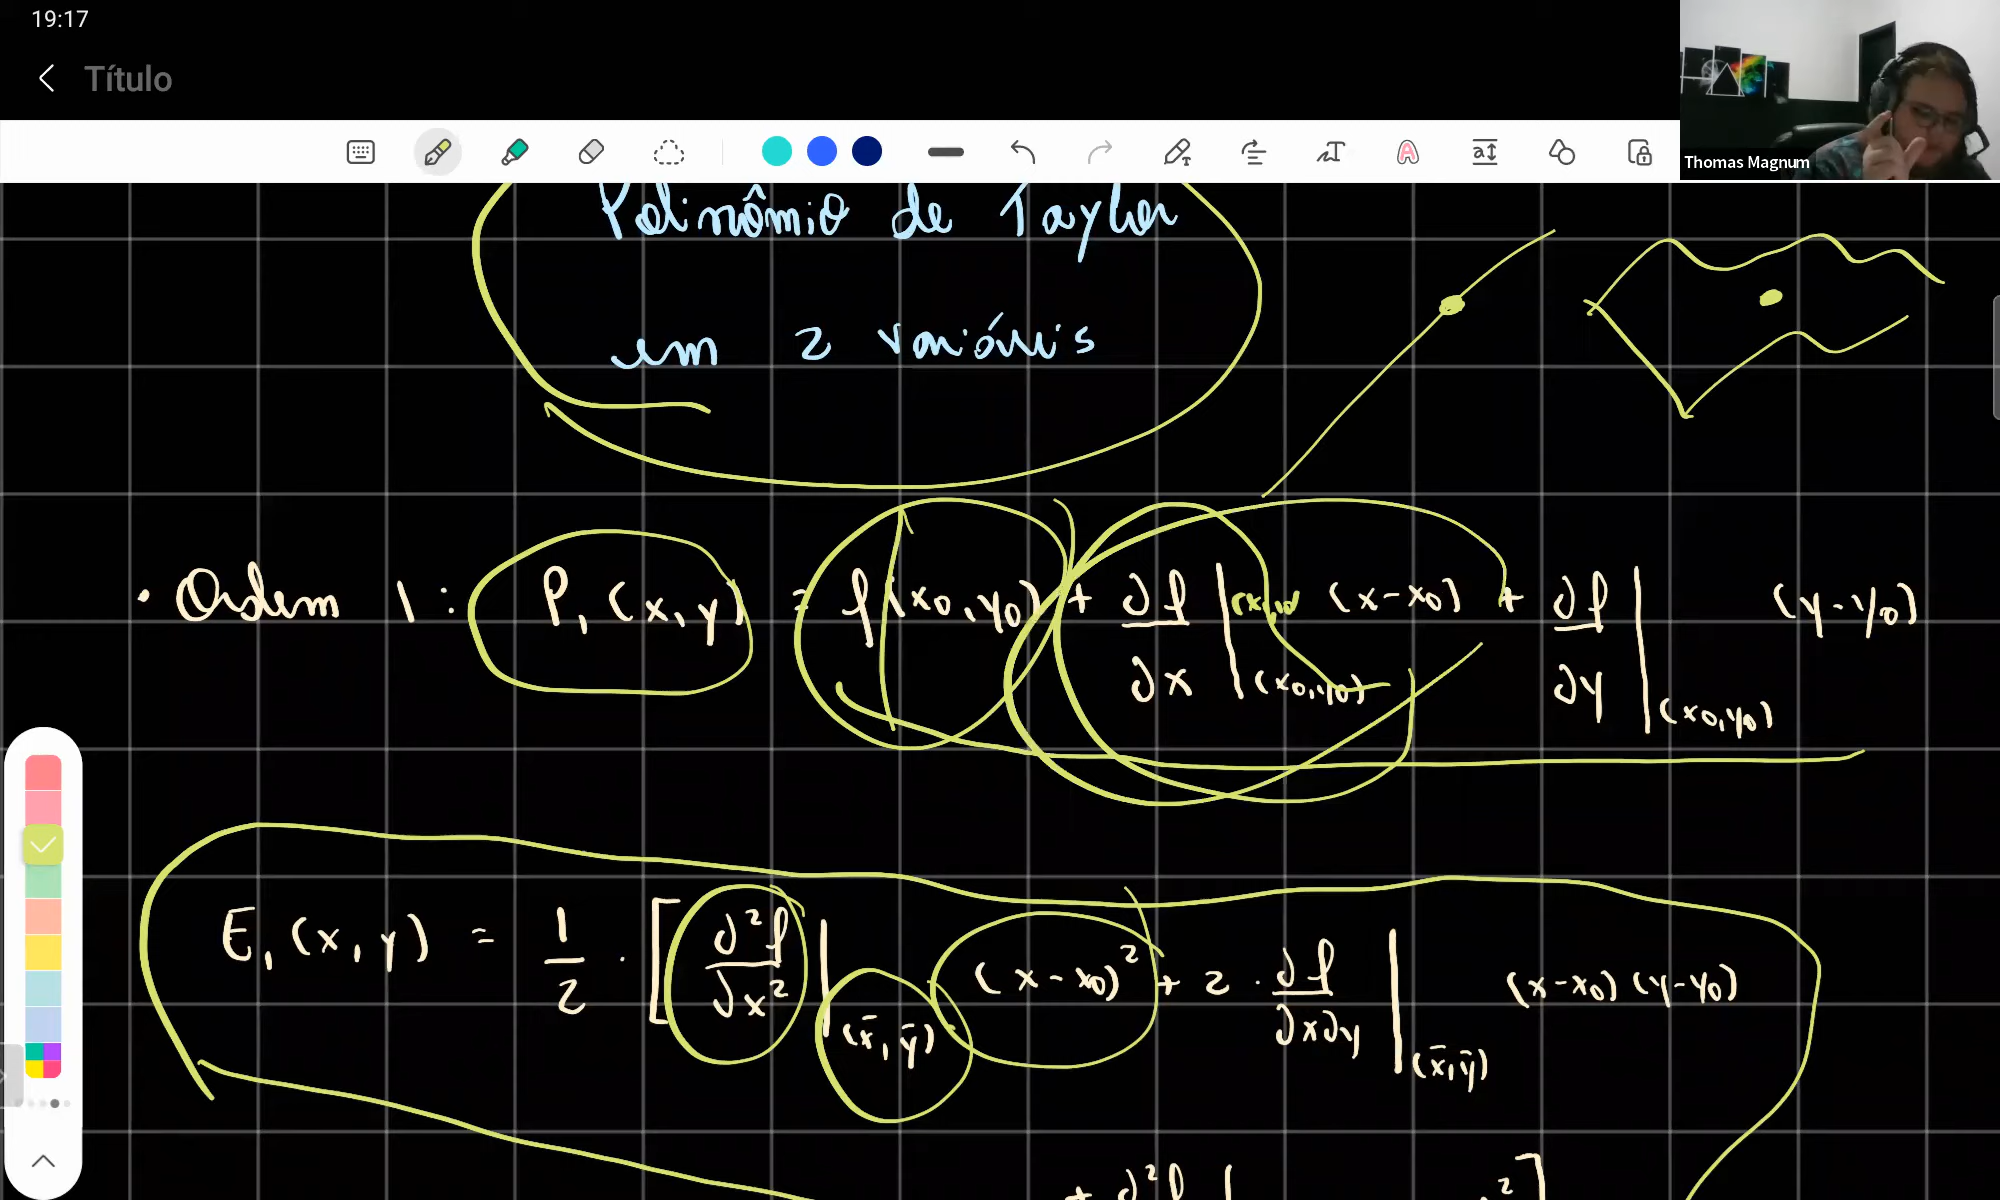 19:17
Título
Thomas Magnum
Polinômio de Taylor
em 2 variáveis
• Ordem 1: P₁(x,y) = f(x₀,y₀) + ∂f/∂x |(x₀,y₀) (x-x₀) + ∂f/∂y |(x₀,y₀) (y-y₀)
E₁(x,y) = 1/2 · [∂²f/∂x² |(x̄,ȳ) (x-x₀)² + 2 · ∂f/∂x∂y |(x̄,ȳ) (x-x₀)(y-y₀)